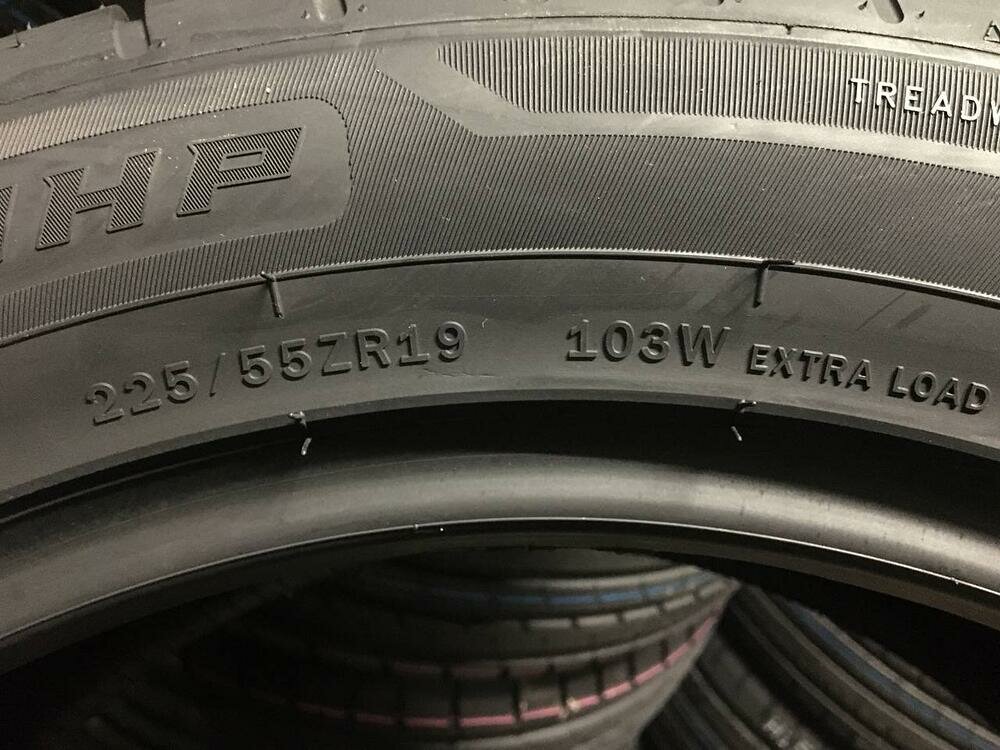 TREADW
HP
225/55ZR19 103W EXTRA LOAD